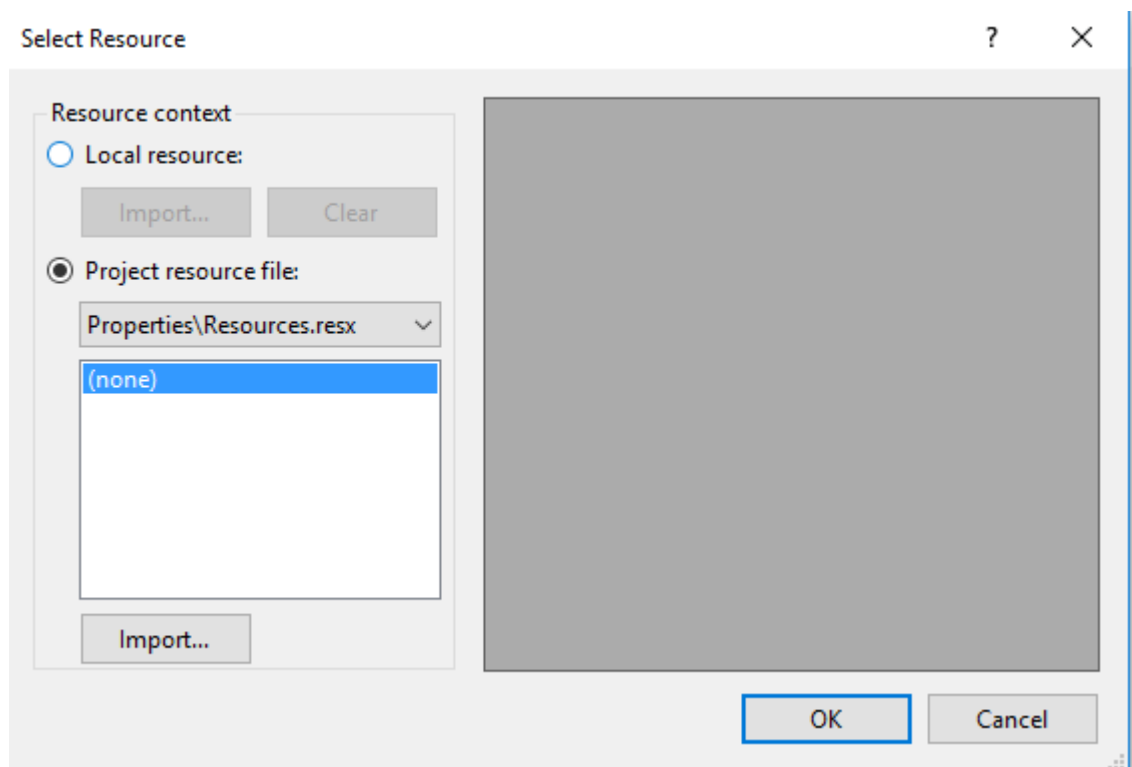 Select Resource
?
Resource context
Local resource:
Import...
Clear
Project resource file:
Properties\Resources.resx
(none)
Import...
OK
Cancel